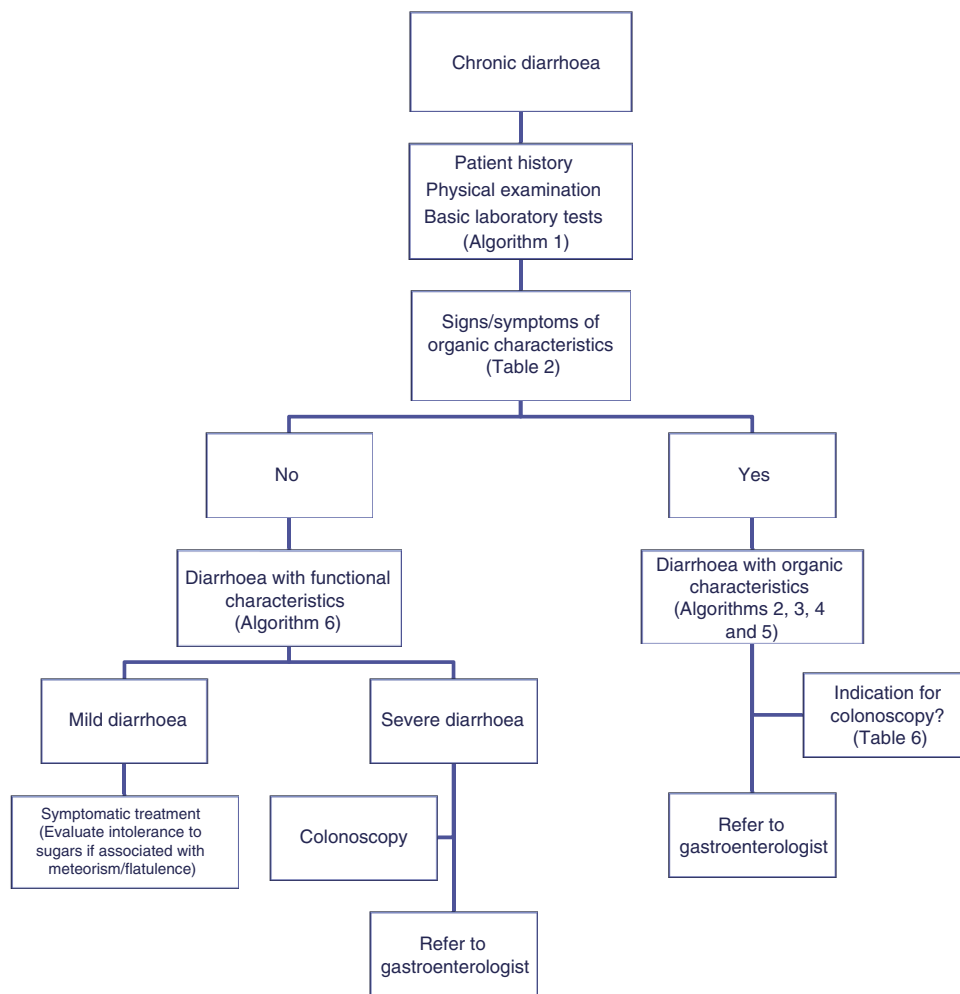 Chronic diarrhoea
Patient history
Physical examination
Basic laboratory tests
(Algorithm 1)
Signs/symptoms of
organic characteristics
(Table 2)
No
Yes
Diarrhoea with functional
characteristics
(Algorithm 6)
Diarrhoea with organic
characteristics
(Algorithms 2, 3, 4
and 5)
Mild diarrhoea
Severe diarrhoea
Indication for
colonoscopy?
(Table 6)
Symptomatic treatment
(Evaluate intolerance to
sugars if associated with
meteorism/flatulence)
Colonoscopy
Refer to
gastroenterologist
Refer to
gastroenterologist